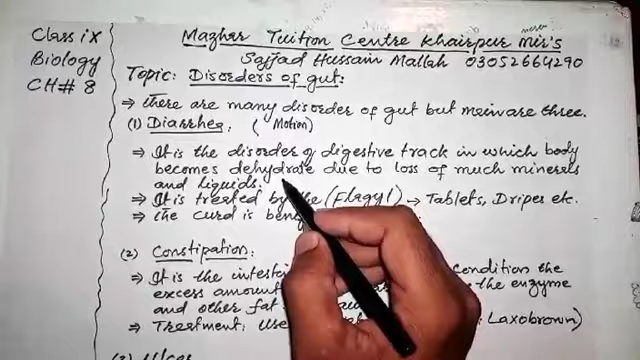 Class ix
Biology
CH# 8
Mazhar Tuition Centre Khairpur Mir's
Sajjad Hussain Mallah 03052664290
Topic: Disorders of gut:
→ There are many disorder of gut but mein are three.
(1) Diarrhea: (Motion)
→ It is the disorder of digestive track in which body
becomes dehydrate due to loss of much minerals
and liquids.
→ It is treated by the (Flagyl) → Tablets, Dripes etc.
→ The curd is
(2) Constipation:
→ It is the condition the
excess amount the enzyme
and other fat
→ Treatment: Laxobrown)
(3) Ulcer